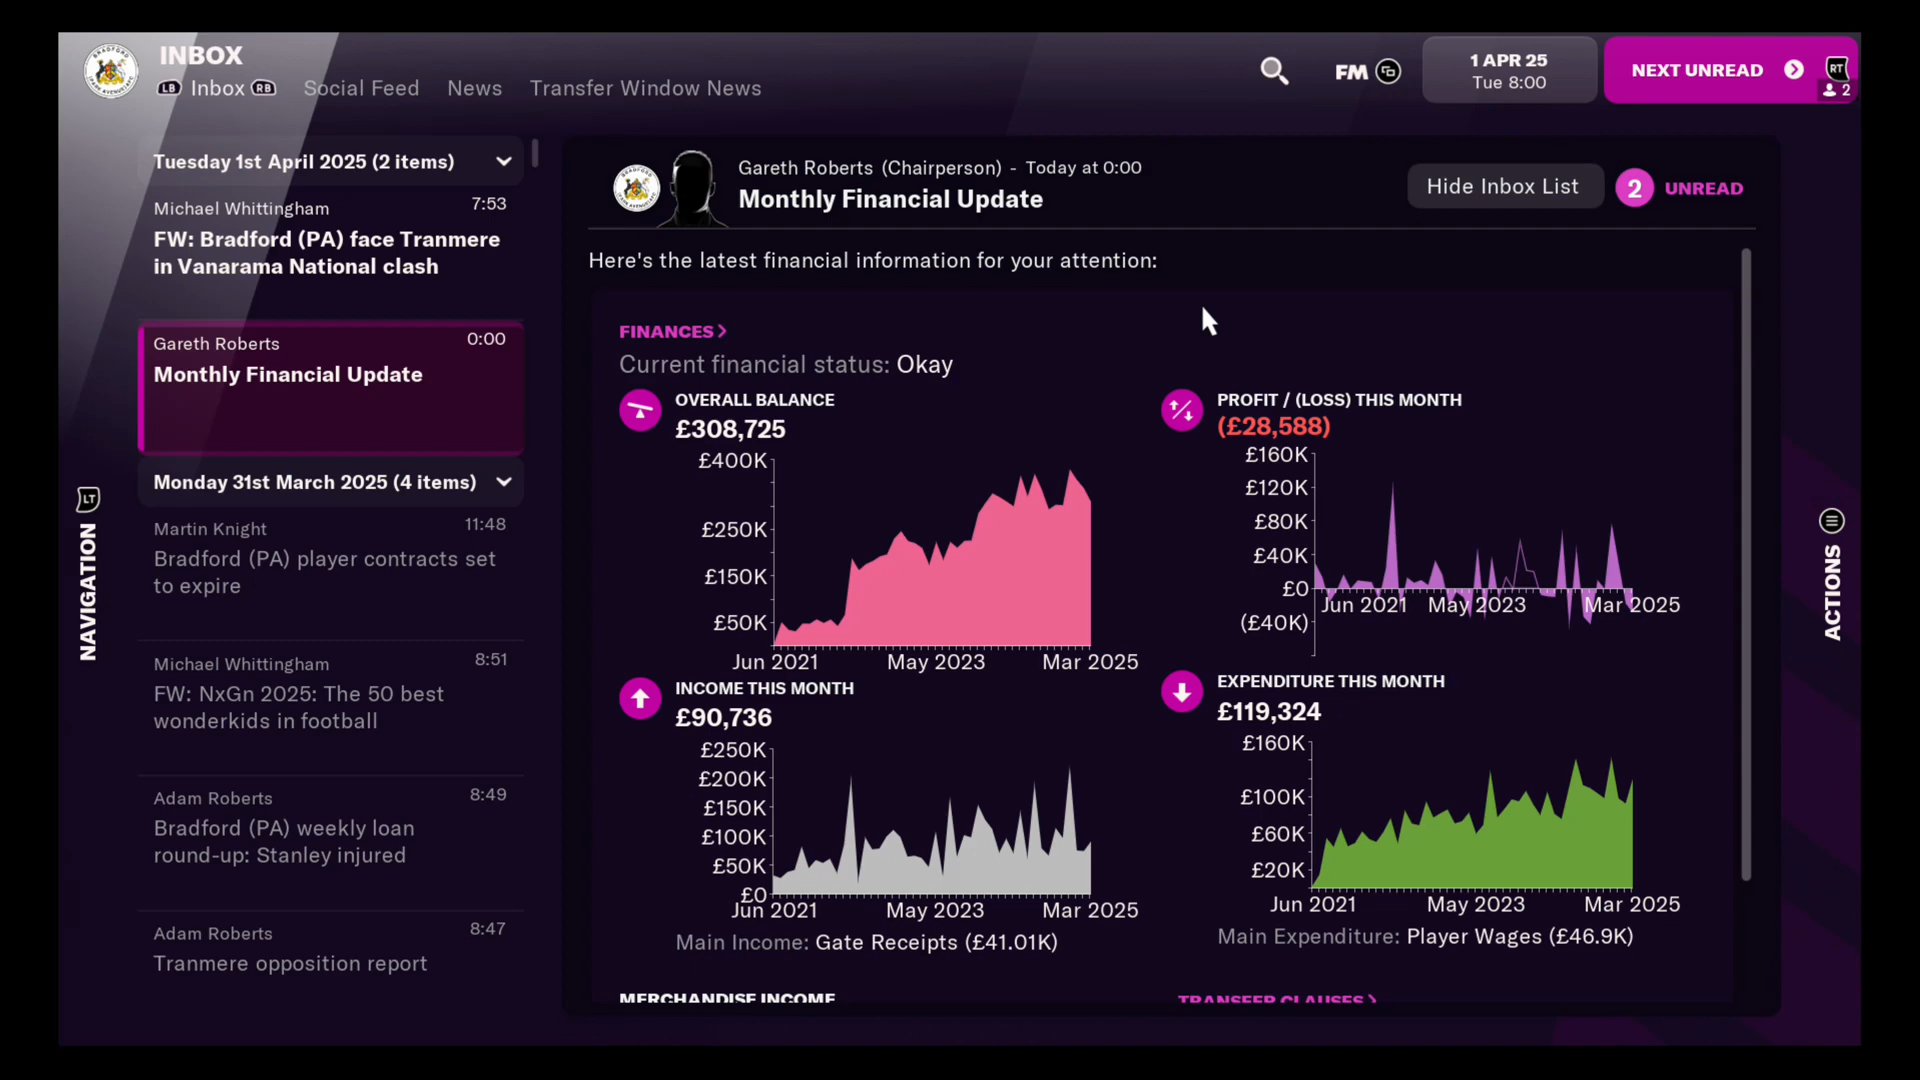 INBOX
LB Inbox RB Social Feed News Transfer Window News
FM
1 APR 25
Tue 8:00
NEXT UNREAD
RT
2
Tuesday 1st April 2025 (2 items)
Michael Whittingham 7:53
FW: Bradford (PA) face Tranmere
in Vanarama National clash
Gareth Roberts 0:00
Monthly Financial Update
Monday 31st March 2025 (4 items)
Martin Knight 11:48
Bradford (PA) player contracts set
to expire
Michael Whittingham 8:51
FW: NxGn 2025: The 50 best
wonderkids in football
Adam Roberts 8:49
Bradford (PA) weekly loan
round-up: Stanley injured
Adam Roberts 8:47
Tranmere opposition report
LT
NAVIGATION
Gareth Roberts (Chairperson) - Today at 0:00
Monthly Financial Update
Hide Inbox List
2 UNREAD
Here's the latest financial information for your attention:
FINANCES
Current financial status: Okay
OVERALL BALANCE
£308,725
£400K
£250K
£150K
£50K
Jun 2021 May 2023 Mar 2025
PROFIT / (LOSS) THIS MONTH
(£28,588)
£160K
£120K
£80K
£40K
£0
(£40K)
Jun 2021 May 2023 Mar 2025
INCOME THIS MONTH
£90,736
£250K
£200K
£150K
£100K
£50K
£0
Jun 2021 May 2023 Mar 2025
Main Income: Gate Receipts (£41.01K)
EXPENDITURE THIS MONTH
£119,324
£160K
£100K
£60K
£20K
Jun 2021 May 2023 Mar 2025
Main Expenditure: Player Wages (£46.9K)
MERCHANDISE INCOME
TRANSFER CLAUSES
ACTIONS